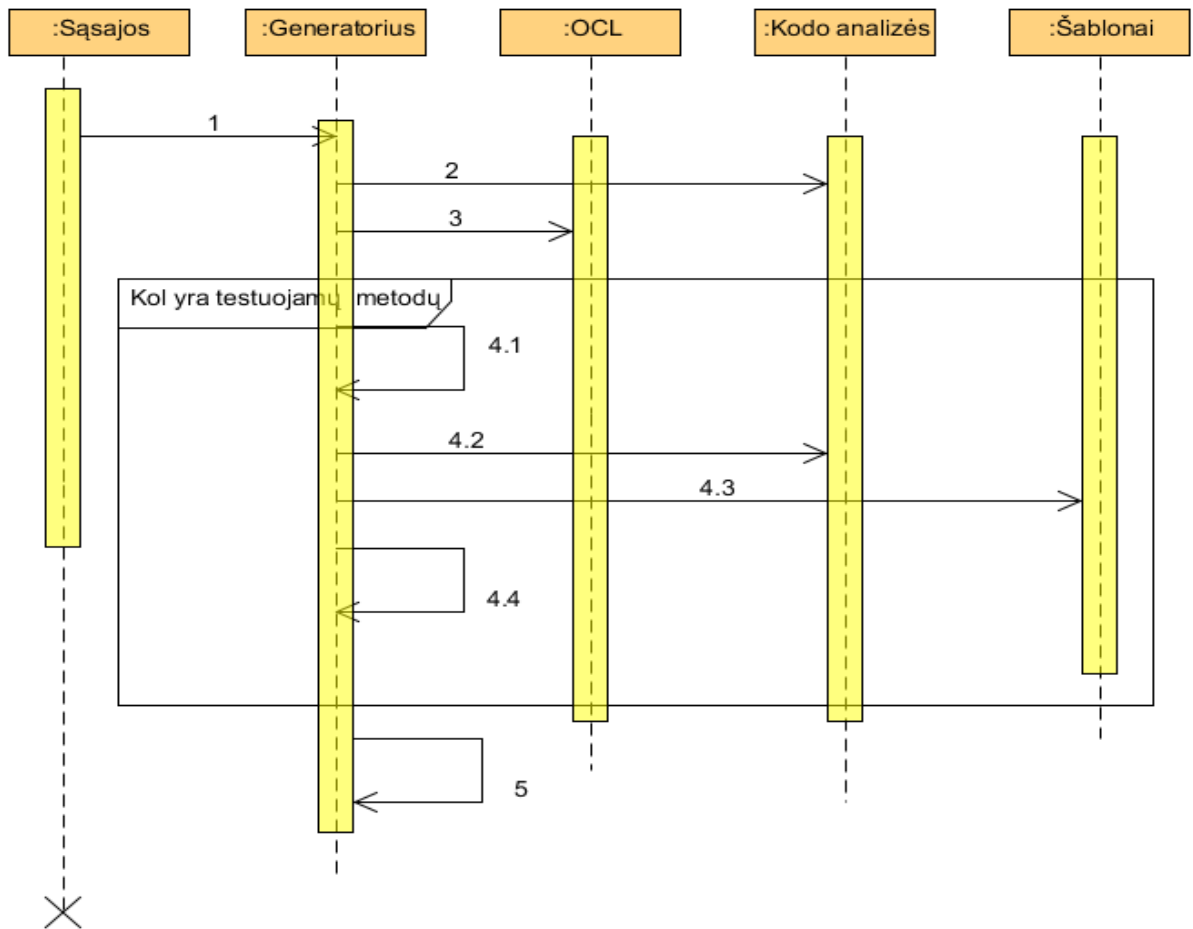 :Sąsajos
:Generatorius
:OCL
:Kodo analizės
:Šablonai
1
2
3
Kol yra testuojamų metodų
4.1
4.2
4.3
4.4
5